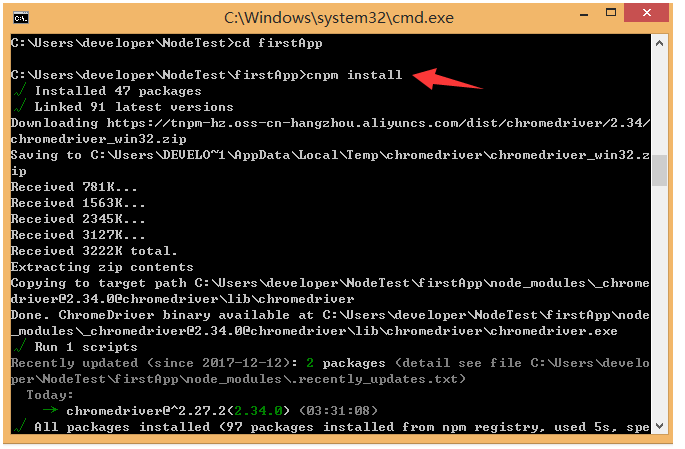 C:\Windows\system32\cmd.exe
C:\Users\developer\NodeTest>cd firstApp
C:\Users\developer\NodeTest\firstApp>cnpm install
√ Installed 47 packages
√ Linked 91 latest versions
Downloading https://tnpm-hz.oss-cn-hangzhou.aliyuncs.com/dist/chromedriver/2.34/
chromedriver_win32.zip
Saving to C:\Users\DEVELO~1\AppData\Local\Temp\chromedriver\chromedriver_win32.z
ip
Received 781K...
Received 1563K...
Received 2345K...
Received 3127K...
Received 3222K total.
Extracting zip contents
Copying to target path C:\Users\developer\NodeTest\firstApp\node_modules\_chrome
driver@2.34.0@chromedriver\lib\chromedriver
Done. ChromeDriver binary available at C:\Users\developer\NodeTest\firstApp\node
_modules\_chromedriver@2.34.0@chromedriver\lib\chromedriver\chromedriver.exe
√ Run 1 scripts
Recently updated (since 2017-12-12): 2 packages (detail see file C:\Users\develo
per\NodeTest\firstApp\node_modules\.recently_updates.txt)
Today:
→ chromedriver@^2.27.2(2.34.0) (03:31:08)
√ All packages installed (97 packages installed from npm registry, used 5s, spe